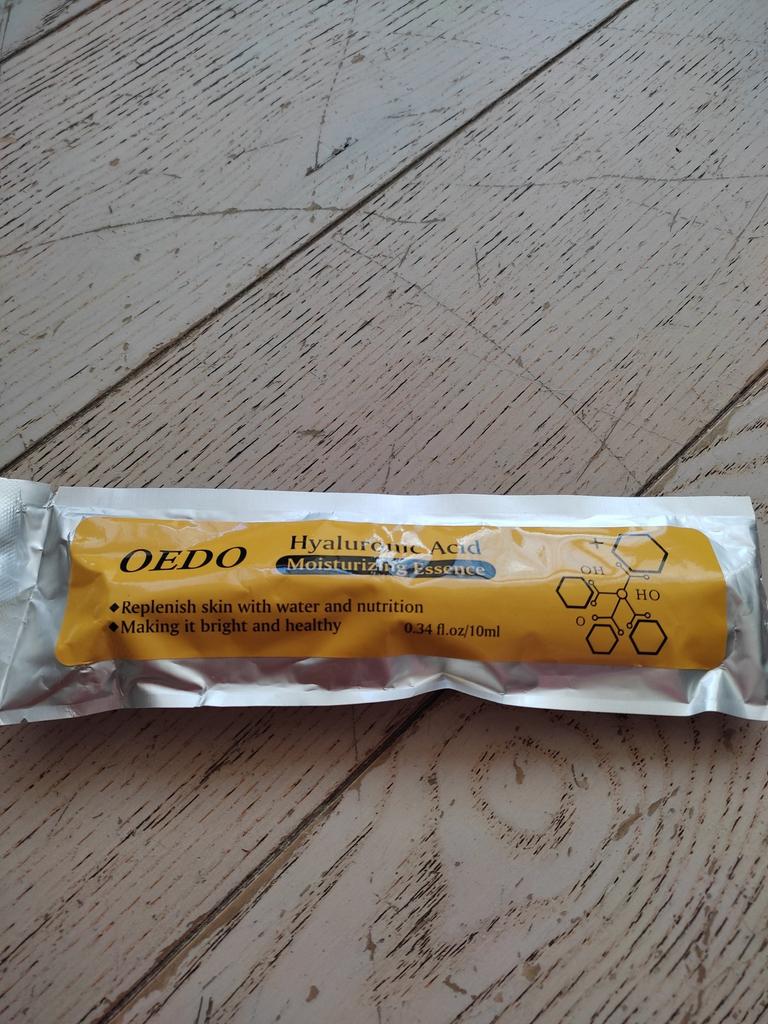 OEDO
Hyaluronic Acid
Moisturizing Essence
◆Replenish skin with water and nutrition
◆Making it bright and healthy
0.34 fl.oz/10ml
+
OH
HO
O